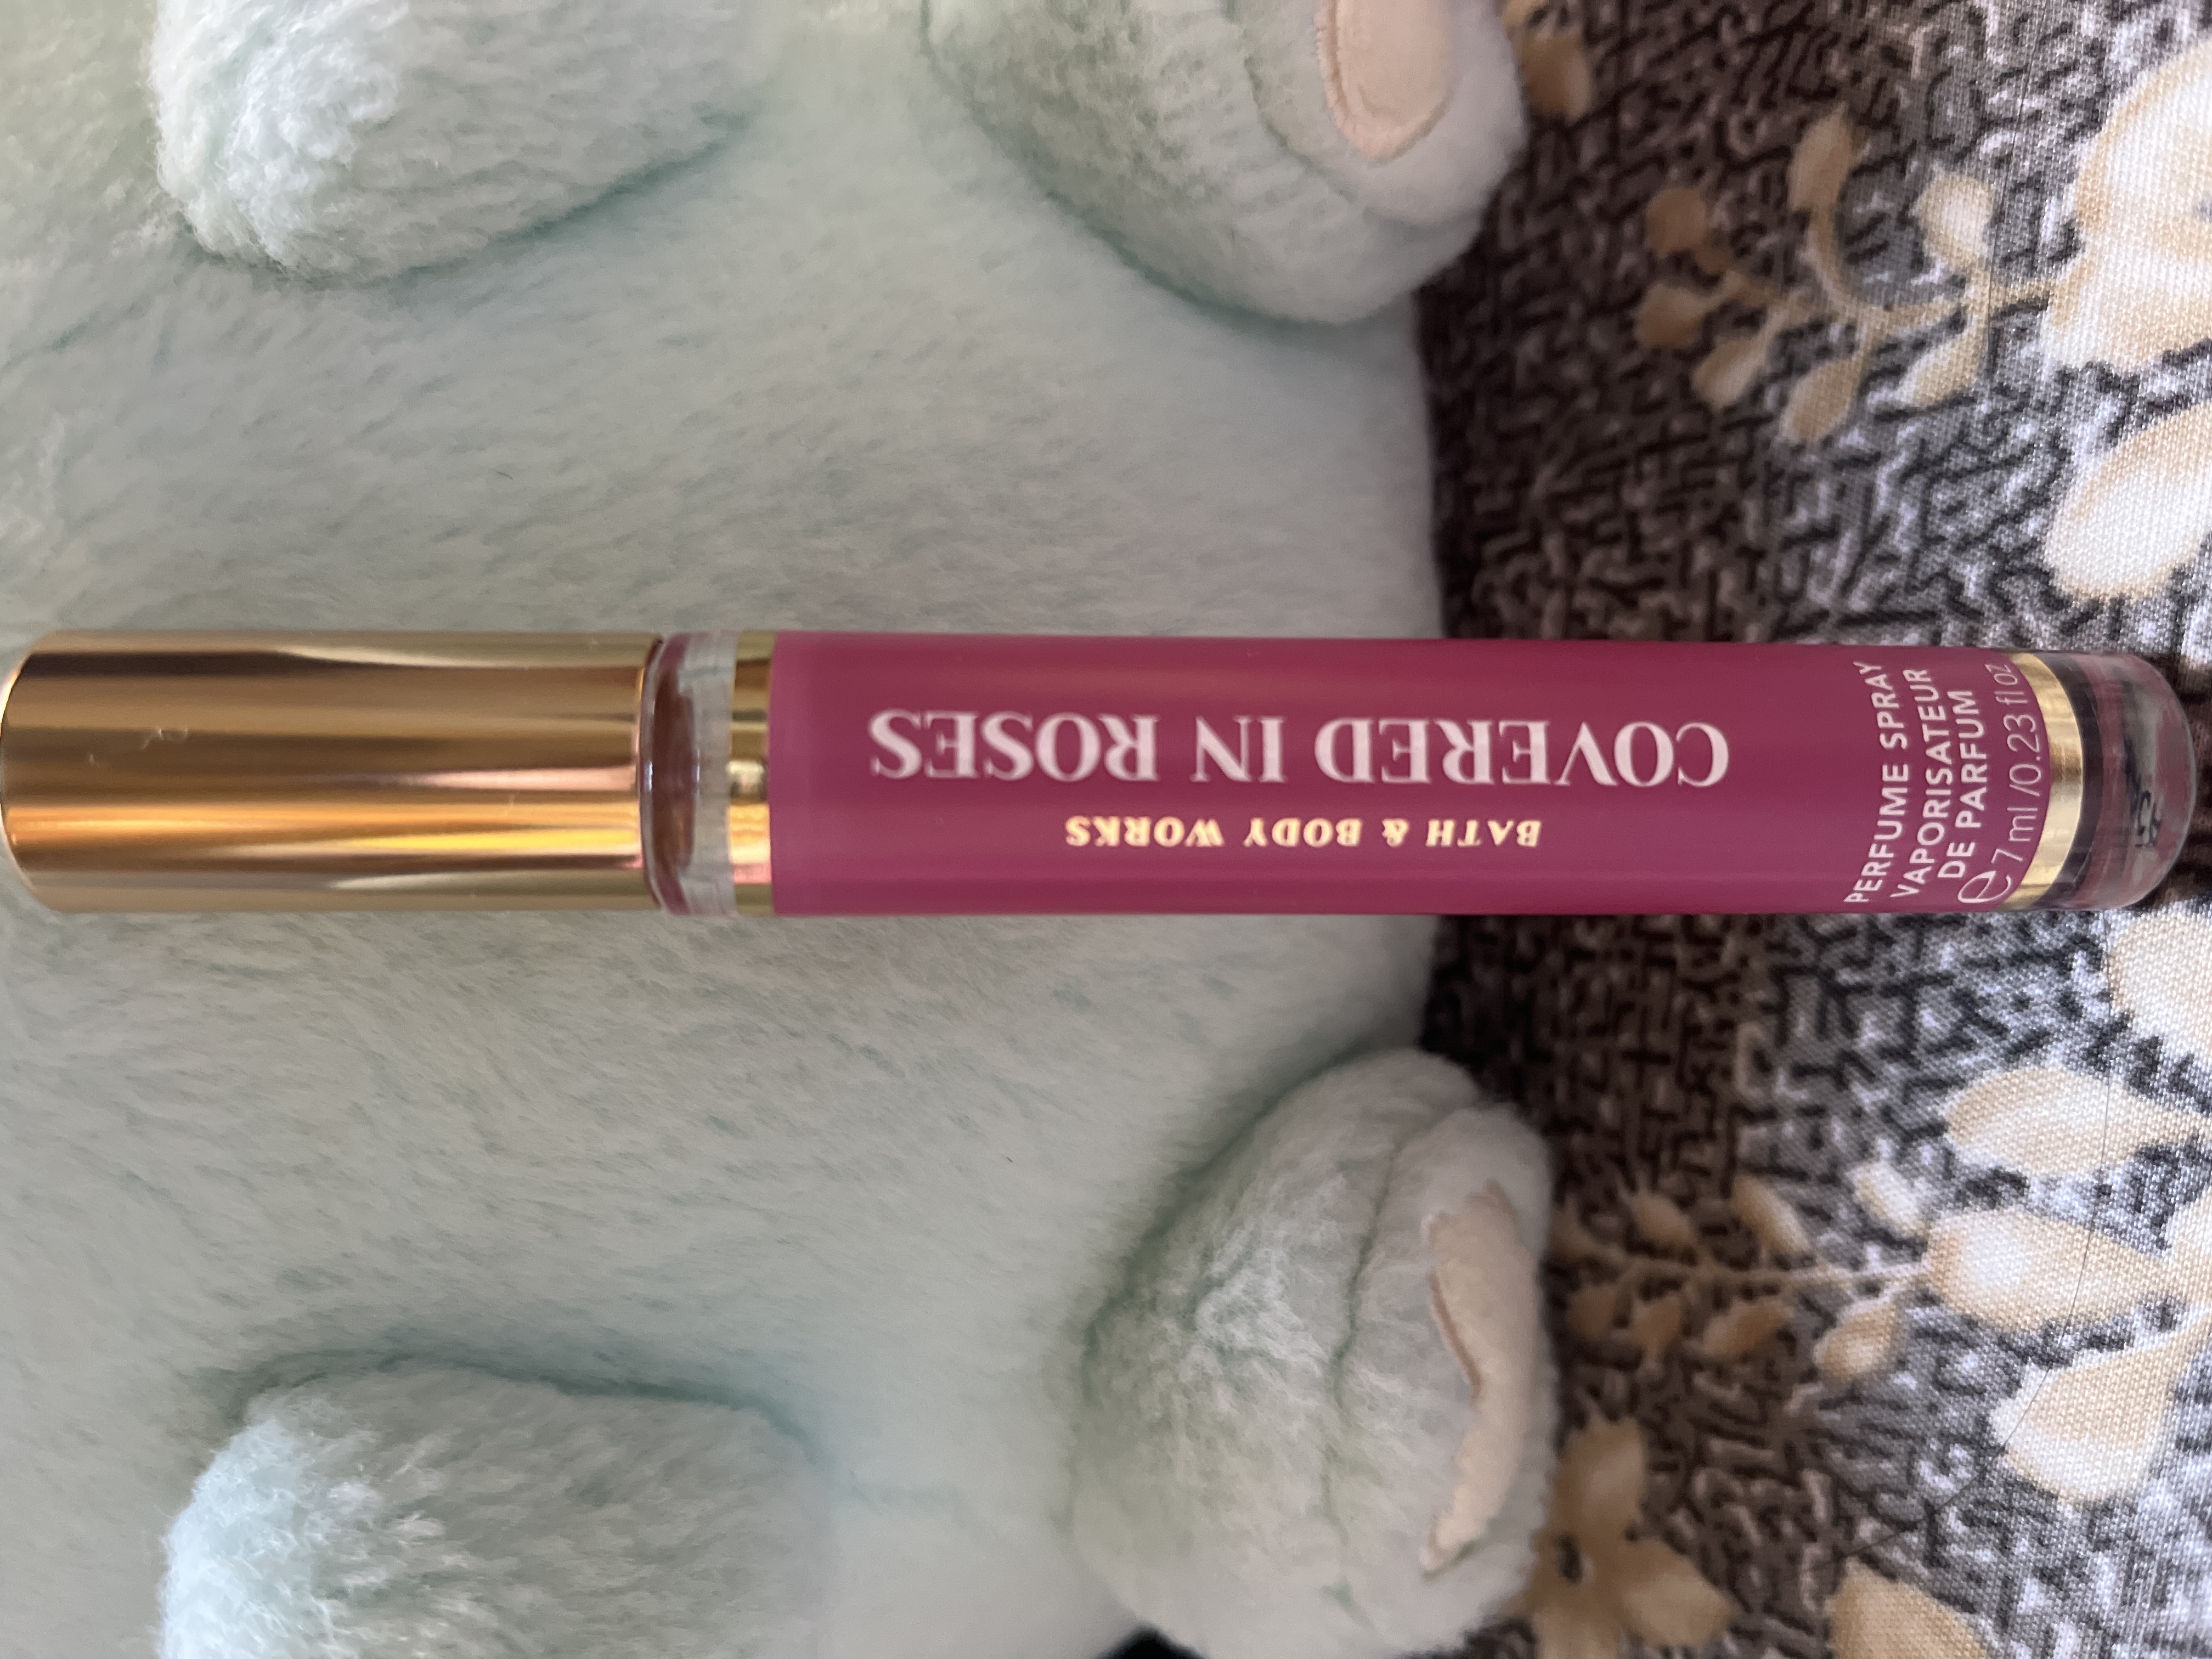 BATH & BODY WORKS
COVERED IN ROSES
PERFUME SPRAY
VAPORISATEUR
DE PARFUM
e 7 ml /0.23 fl oz